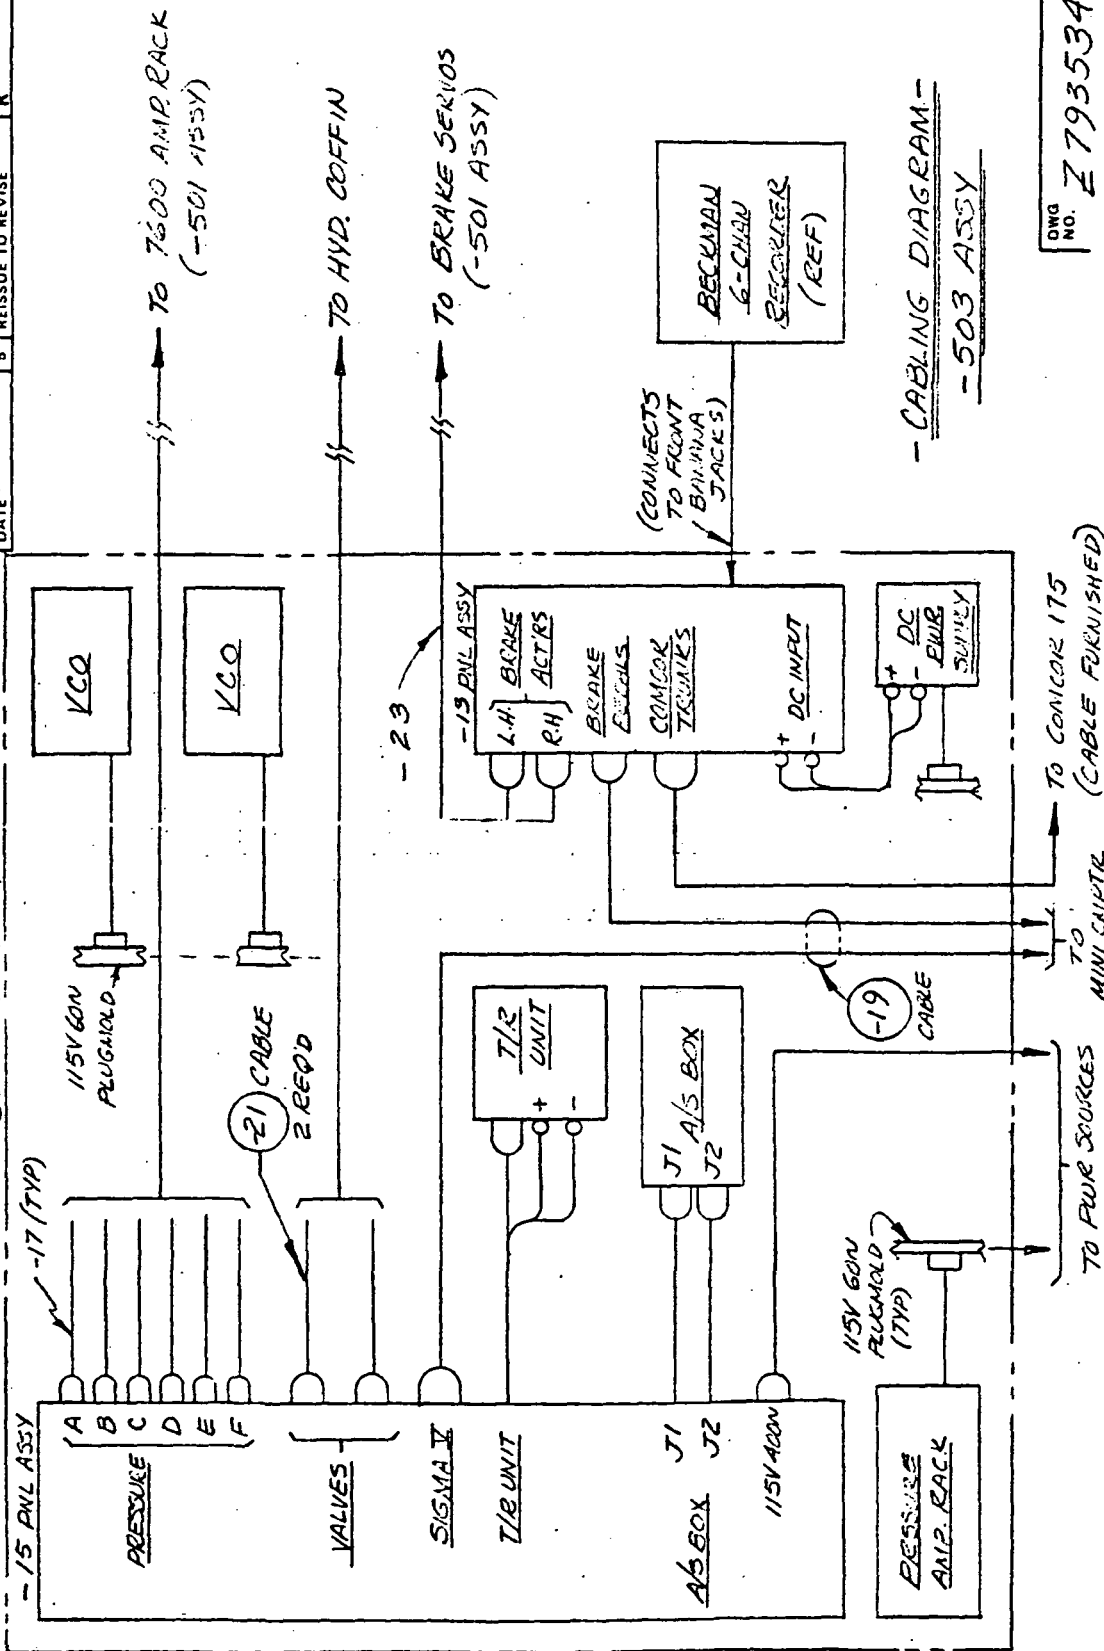 DATE
B REISSUE TO REVISE
R
-15 PNL ASSY
PRESSURE
A
B
C
D
E
F
-17 (TYP)
TO 7600 AMP. RACK
(-501 ASSY)
VALVES
-21 CABLE
2 REQ'D
TO HYD. COFFIN
SIGMA V
T/R UNIT
A/S BOX
J1
J2
115V 400N
115V 60N
PLUGMOLD
VCO
VCO
T/R
UNIT
+
-
J1
J2
A/S BOX
-23
TO BRAKE SERVOS
(-501 ASSY)
-13 PNL ASSY
L.H.
R.H
BRAKE
ACT'RS
BRAKE
COMCOR
TRUNKS
+
-
DC INPUT
+
-
DC
PWR
SUPPLY
(CONNECTS
TO FRONT
BANANA
JACKS)
BECKMAN
6-CHAN
RECORDER
(REF)
PRESSURE
AMP. RACK
115V 60N
PLUGMOLD
(TYP)
-19
CABLE
TO PWR SOURCES
TO
MINI CMPTR
TO COMCOR 175
(CABLE FURNISHED)
- CABLING DIAGRAM -
-503 ASSY
DWG
NO.
Z 793534